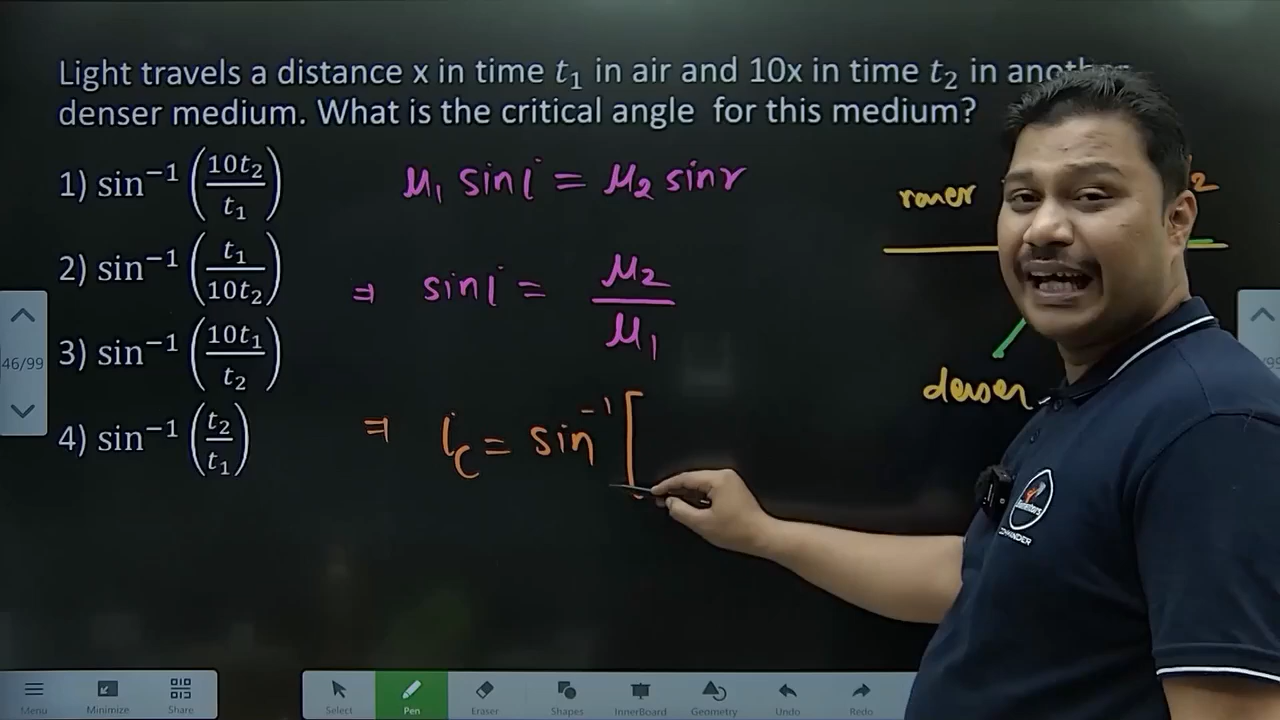 Light travels a distance x in time t₁ in air and 10x in time t₂ in
denser medium. What is the critical angle for this medium?
1) sin⁻¹ (10t₂/t₁)
2) sin⁻¹ (t₁/10t₂)
3) sin⁻¹ (10t₁/t₂)
4) sin⁻¹ (t₂/t₁)
μ₁ sin i = μ₂ sin r
⇒ sin i = μ₂/μ₁
⇒ i_c = sin⁻¹ [
rarer
2
denser
46/99
Menu
Minimize
Share
Select
Pen
Eraser
Shapes
InnerBoard
Geometry
Undo
Redo